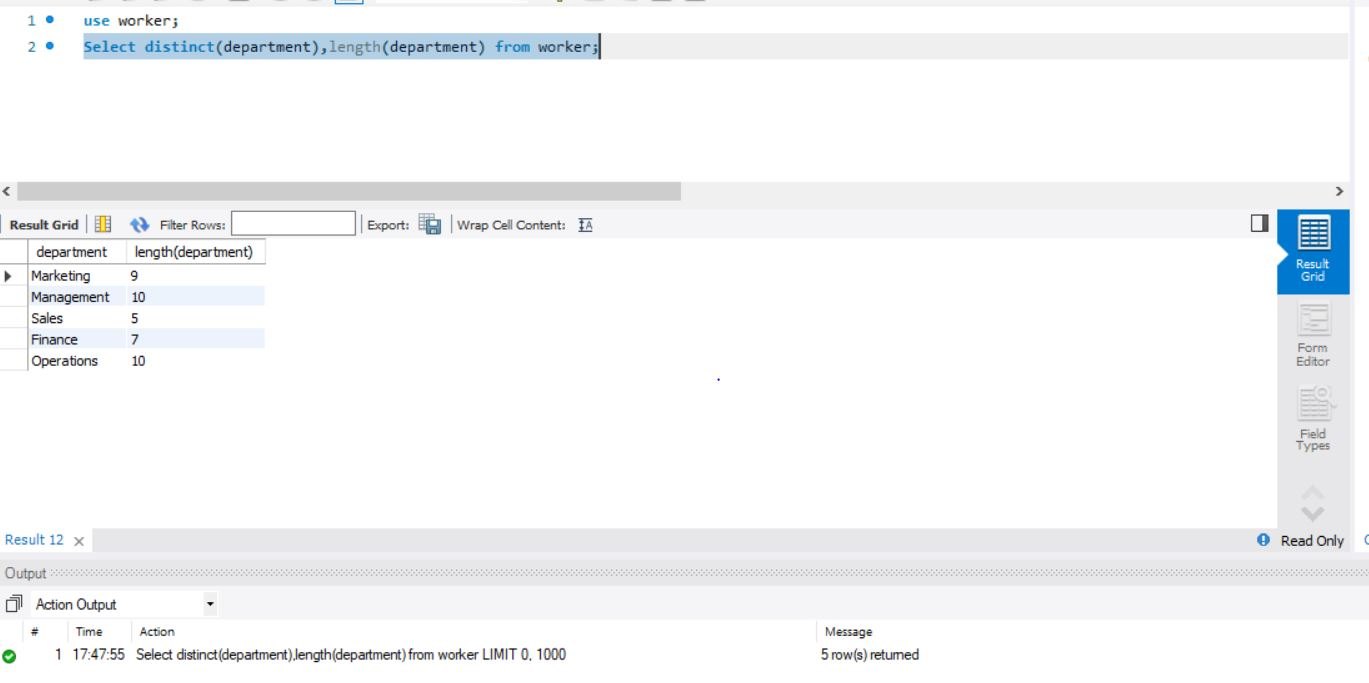 1 use worker;
2 Select distinct(department),length(department) from worker;
Result Grid Filter Rows: Export: Wrap Cell Content: IA
department length(department)
Marketing 9
Management 10
Sales 5
Finance 7
Operations 10
Result
Grid
Form
Editor
Field
Types
Result 12 × Read Only
Output
Action Output
# Time Action Message
1 17:47:55 Select distinct(department),length(department) from worker LIMIT 0, 1000 5 row(s) returned